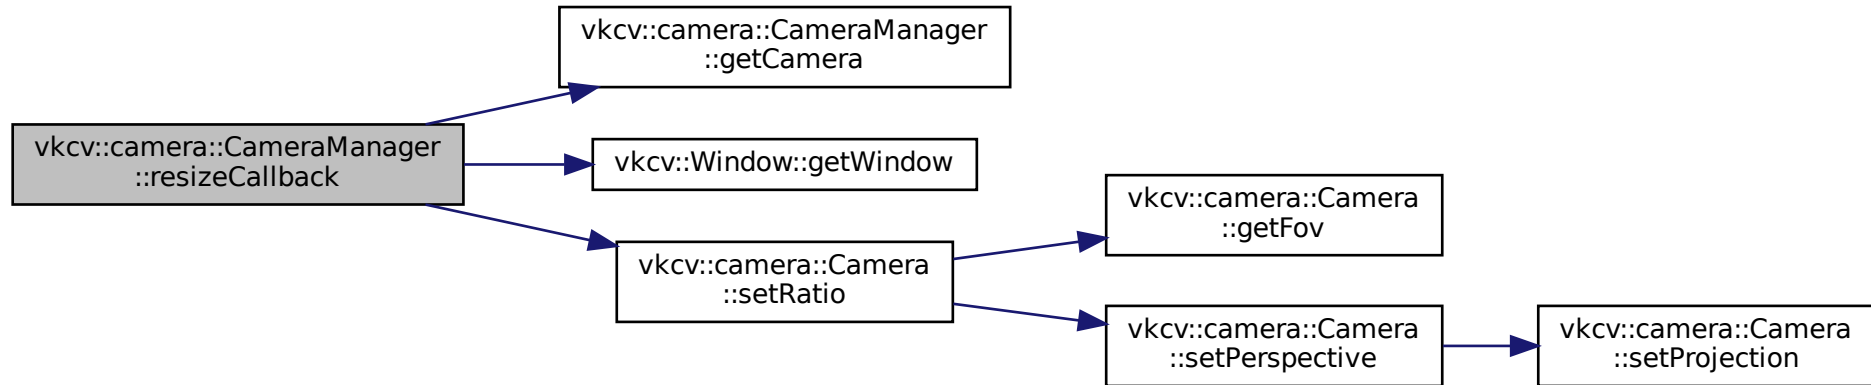 vkcv::camera::CameraManager
::getCamera
vkcv::camera::CameraManager
::resizeCallback
vkcv::Window::getWindow
vkcv::camera::Camera
::setRatio
vkcv::camera::Camera
::getFov
vkcv::camera::Camera
::setPerspective
vkcv::camera::Camera
::setProjection